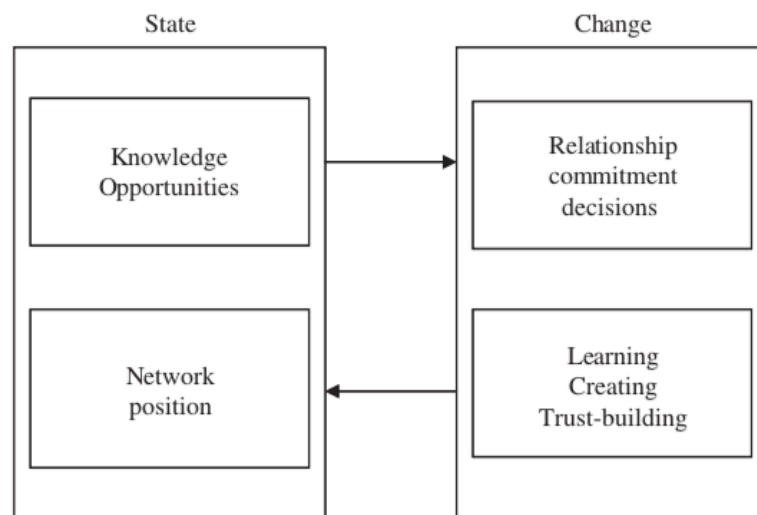 State
Change
Knowledge
Opportunities
Relationship
commitment
decisions
Network
position
Learning
Creating
Trust-building